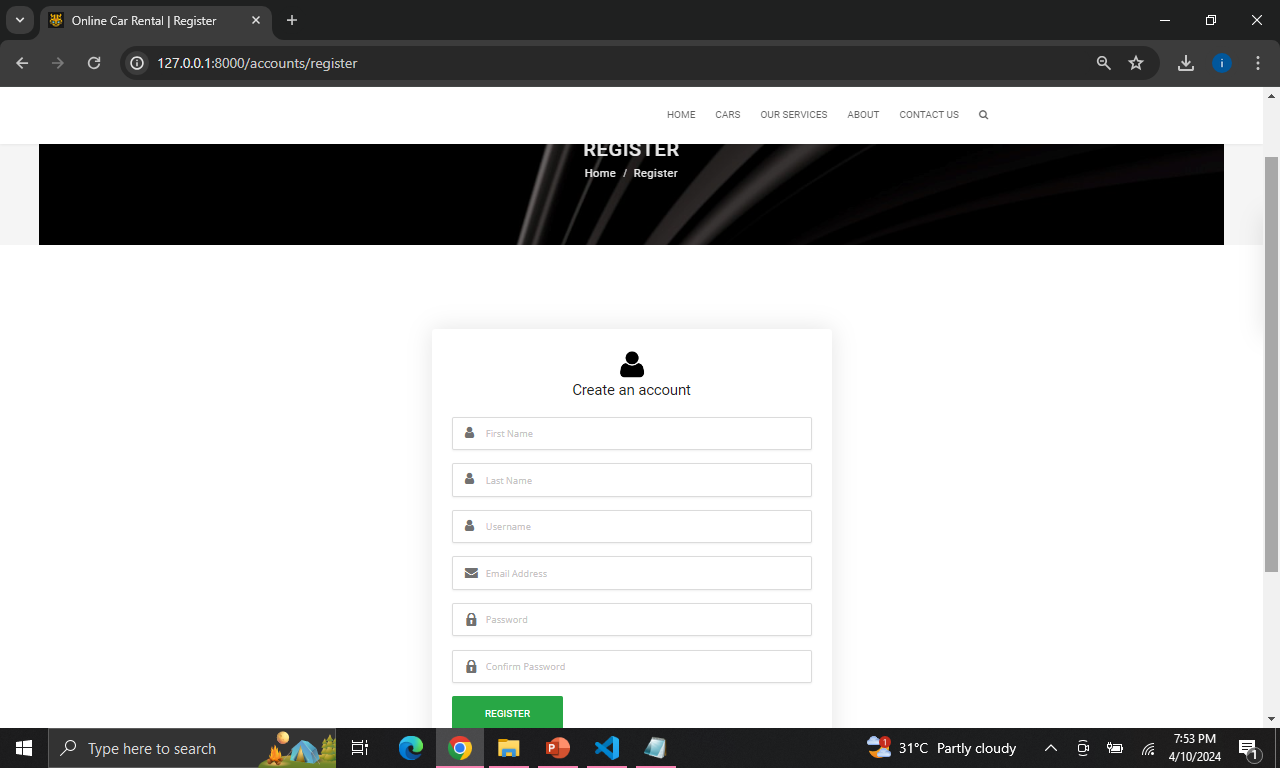 Online Car Rental | Register
127.0.0.1:8000/accounts/register
i
HOME CARS OUR SERVICES ABOUT CONTACT US
REGISTER
Home / Register
Create an account
First Name
Last Name
Username
Email Address
Password
Confirm Password
REGISTER
Type here to search
1
31°C Partly cloudy
7:53 PM
4/10/2024
1